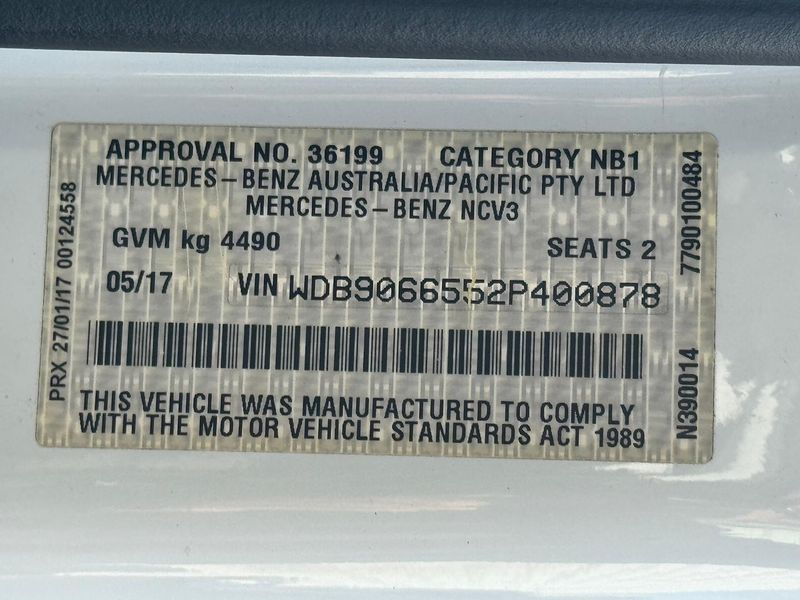 APPROVAL NO. 36199 CATEGORY NB1
MERCEDES-BENZ AUSTRALIA/PACIFIC PTY LTD
MERCEDES-BENZ NCV3
GVM kg 4490 SEATS 2
05/17 VIN WDB9066552P400878
THIS VEHICLE WAS MANUFACTURED TO COMPLY
WITH THE MOTOR VEHICLE STANDARDS ACT 1989
PRX 27/01/17 00124558
N390014 7790100484